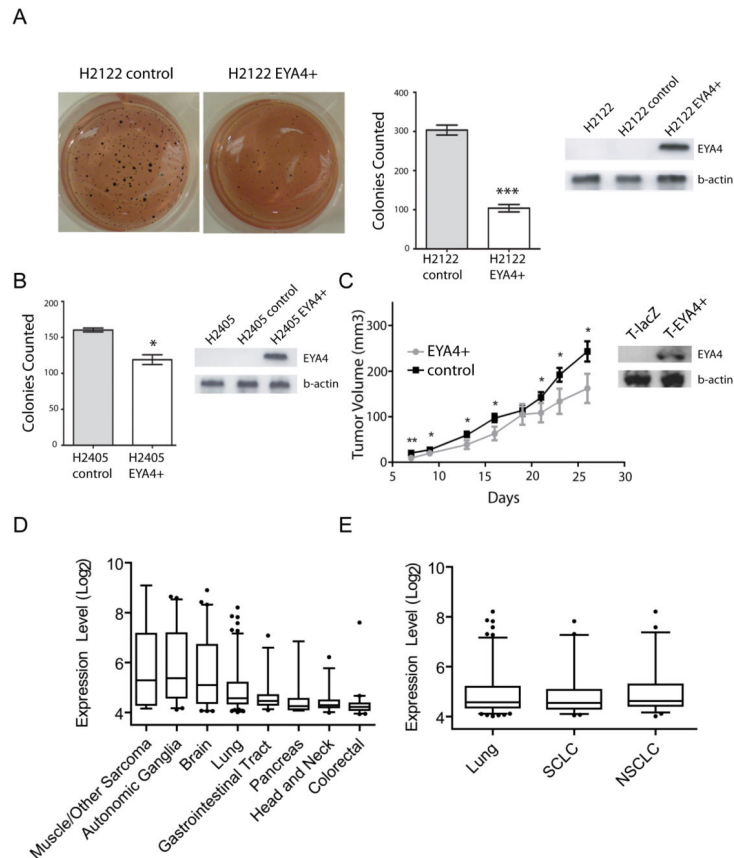 A
H2122 control
H2122 EYA4+
Colonies Counted
400
300
200
100
0
H2122
control
H2122
EYA4+
***
H2122
H2122 control
H2122 EYA4+
EYA4
b-actin
B
Colonies Counted
200
150
100
50
0
H2405
control
H2405
EYA4+
*
H2405
H2405 control
H2405 EYA4+
EYA4
b-actin
C
Tumor Volume (mm3)
300
200
100
0
EYA4+
control
** * * * * * *
5 10 15 20 25 30
Days
T-lacZ
T-EYA4+
EYA4
b-actin
D
Expression Level (Log2)
10
8
6
4
Muscle/Other Sarcoma
Autonomic Ganglia
Brain
Lung
Gastrointestinal Tract
Pancreas
Head and Neck
Colorectal
E
Expression Level (Log2)
10
8
6
4
Lung
SCLC
NSCLC